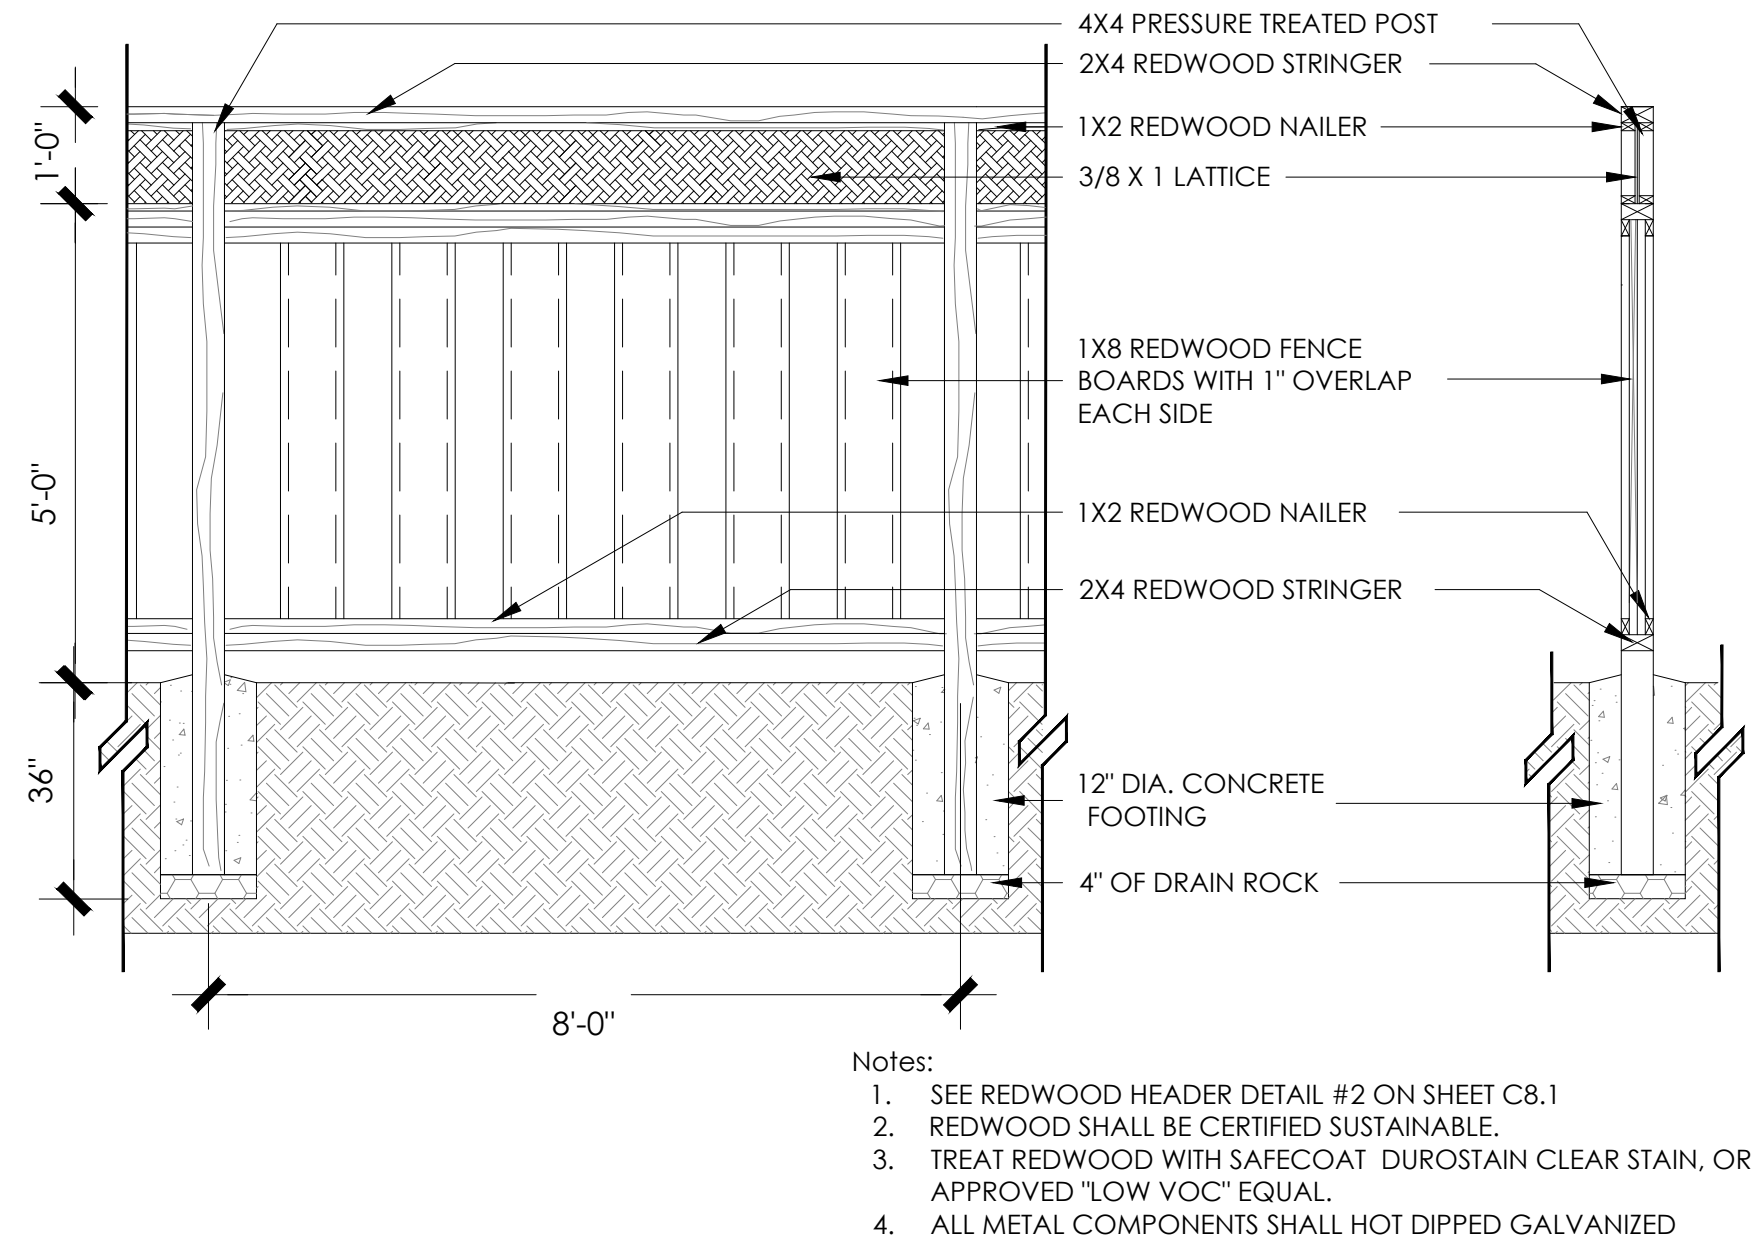 4X4 PRESSURE TREATED POST
2X4 REDWOOD STRINGER
1X2 REDWOOD NAILER
3/8 X 1 LATTICE
1'-0"
1X8 REDWOOD FENCE
BOARDS WITH 1" OVERLAP
EACH SIDE
5'-0"
1X2 REDWOOD NAILER
2X4 REDWOOD STRINGER
36"
12" DIA. CONCRETE
FOOTING
4" OF DRAIN ROCK
8'-0"
Notes:
1. SEE REDWOOD HEADER DETAIL #2 ON SHEET C8.1
2. REDWOOD SHALL BE CERTIFIED SUSTAINABLE.
3. TREAT REDWOOD WITH SAFECOAT DUROSTAIN CLEAR STAIN, OR
APPROVED "LOW VOC" EQUAL.
4. ALL METAL COMPONENTS SHALL HOT DIPPED GALVANIZED